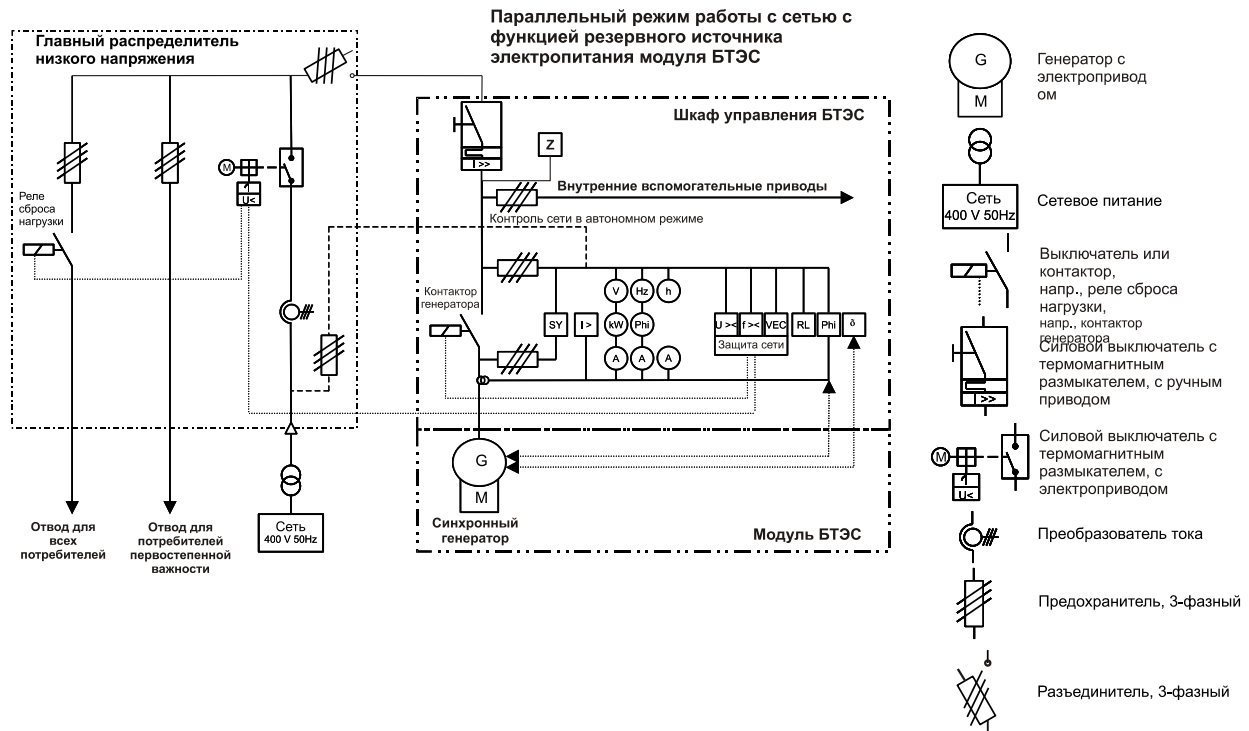 Параллельный режим работы с сетью с
функцией резервного источника
электропитания модуля БТЭС
Главный распределитель
низкого напряжения
Реле
сброса
нагрузки
M
U<
Отвод для
всех
потребителей
Отвод для
потребителей
первостепенной
важности
Сеть
400 V 50Hz
Шкаф управления БТЭС
I >>
Z
Внутренние вспомогательные приводы
Контроль сети в автономном режиме
Контактор
генератора
SY
I >
V
Hz
h
kW
Phi
A
A
A
U ><
f ><
VEC
Защита сети
RL
Phi
δ
G
M
Синхронный
генератор
Модуль БТЭС
G
M
Генератор с
электропривод
ом
Сеть
400 V 50Hz
Сетевое питание
Выключатель или
контактор,
напр., реле сброса
нагрузки,
напр., контактор
генератора
I >>
Силовой выключатель с
термомагнитным
размыкателем, с ручным
приводом
M
U<
Силовой выключатель с
термомагнитным
размыкателем, с
электроприводом
Преобразователь тока
Предохранитель, 3-фазный
Разъединитель, 3-фазный